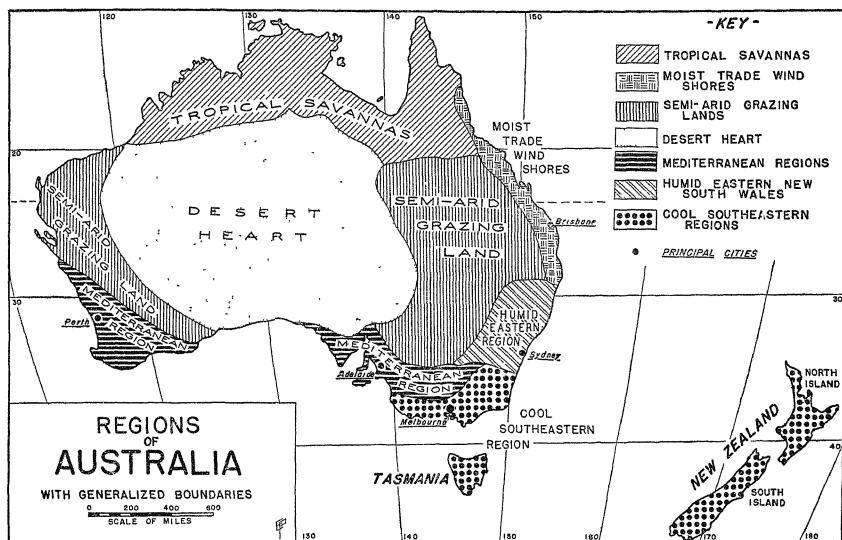 120
140
150
- KEY -
TROPICAL SAVANNAS
MOIST TRADE WIND
SHORES
SEMI-ARID GRAZING
LANDS
DESERT HEART
MEDITERRANEAN REGIONS
HUMID EASTERN NEW
SOUTH WALES
COOL SOUTHEASTERN
REGIONS
PRINCIPAL CITIES
TROPICAL SAVANNAS
MOIST
TRADE
WIND
SHORES
20
SEMI-ARID
GRAZING
LAND
DESERT
HEART
SEMI-ARID
GRAZING
LAND
Brisbane
30
30
MEDITERRANEAN
REGION
Perth
HUMID
EASTERN
REGION
Sydney
MEDITERRANEAN
REGION
Adelaide
Melbourne
COOL
SOUTHEASTERN
REGION
TASMANIA
NORTH
ISLAND
NEW ZEALAND
SOUTH
ISLAND
40
REGIONS
OF
AUSTRALIA
WITH GENERALIZED BOUNDARIES
0 200 400 600
SCALE OF MILES
130
140
150
160
170
180